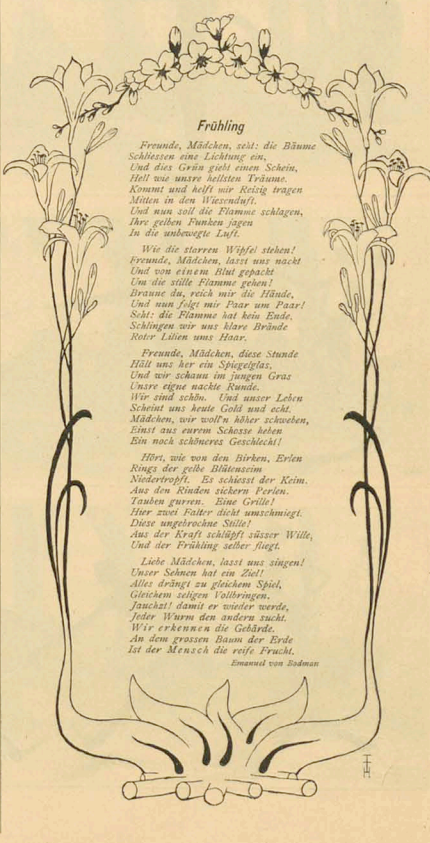 Frühling
Freunde, Mädchen, seht: die Bäume
Schliessen eine Lichtung ein,
Und dies Grün giebt einen Schein,
Hell wie unsre hellsten Träume.
Kommt und helft mir Reisig tragen
Mitten in den Wiesenduft.
Und nun soll die Flamme schlagen,
Ihre gelben Funken jagen
In die unbewegte Luft.
Wie die starren Wipfel stehen!
Freunde, Mädchen, lasst uns nackt
Und von einem Blut gepackt
Um die stille Flamme gehen!
Braune du, reich mir die Hände,
Und nun folgt mir Paar um Paar!
Seht: die Flamme hat kein Ende,
Schlingen wir uns klare Brände
Roter Lilien ums Haar.
Freunde, Mädchen, diese Stunde
Hält uns her ein Spiegelglas,
Und wir schaun im jungen Gras
Unsre eigne nackte Runde.
Wir sind schön. Und unser Leben
Scheint uns heute Gold und echt.
Mädchen, wir woll'n höher schweben,
Einst aus eurem Schosse heben
Ein noch schöneres Geschlecht!
Hört, wie von den Birken, Erlen
Rings der gelbe Blütenseim
Niedertropft. Es schiesst der Keim.
Aus den Rinden sickern Perlen.
Tauben gurren. Eine Grille!
Hier zwei Falter dicht umschmiegt.
Diese ungebrochne Stille!
Aus der Kraft schlüpft süsser Wille,
Und der Frühling selber fliegt.
Liebe Mädchen, lasst uns singen!
Unser Sehnen hat ein Ziel!
Alles drängt zu gleichem Spiel,
Gleichem seligen Vollbringen.
Jauchzt! damit er wieder werde,
Jeder Wurm den andern sucht.
Wir erkennen die Gebärde.
An dem grossen Baum der Erde
Ist der Mensch die reife Frucht.
Emanuel von Bodman